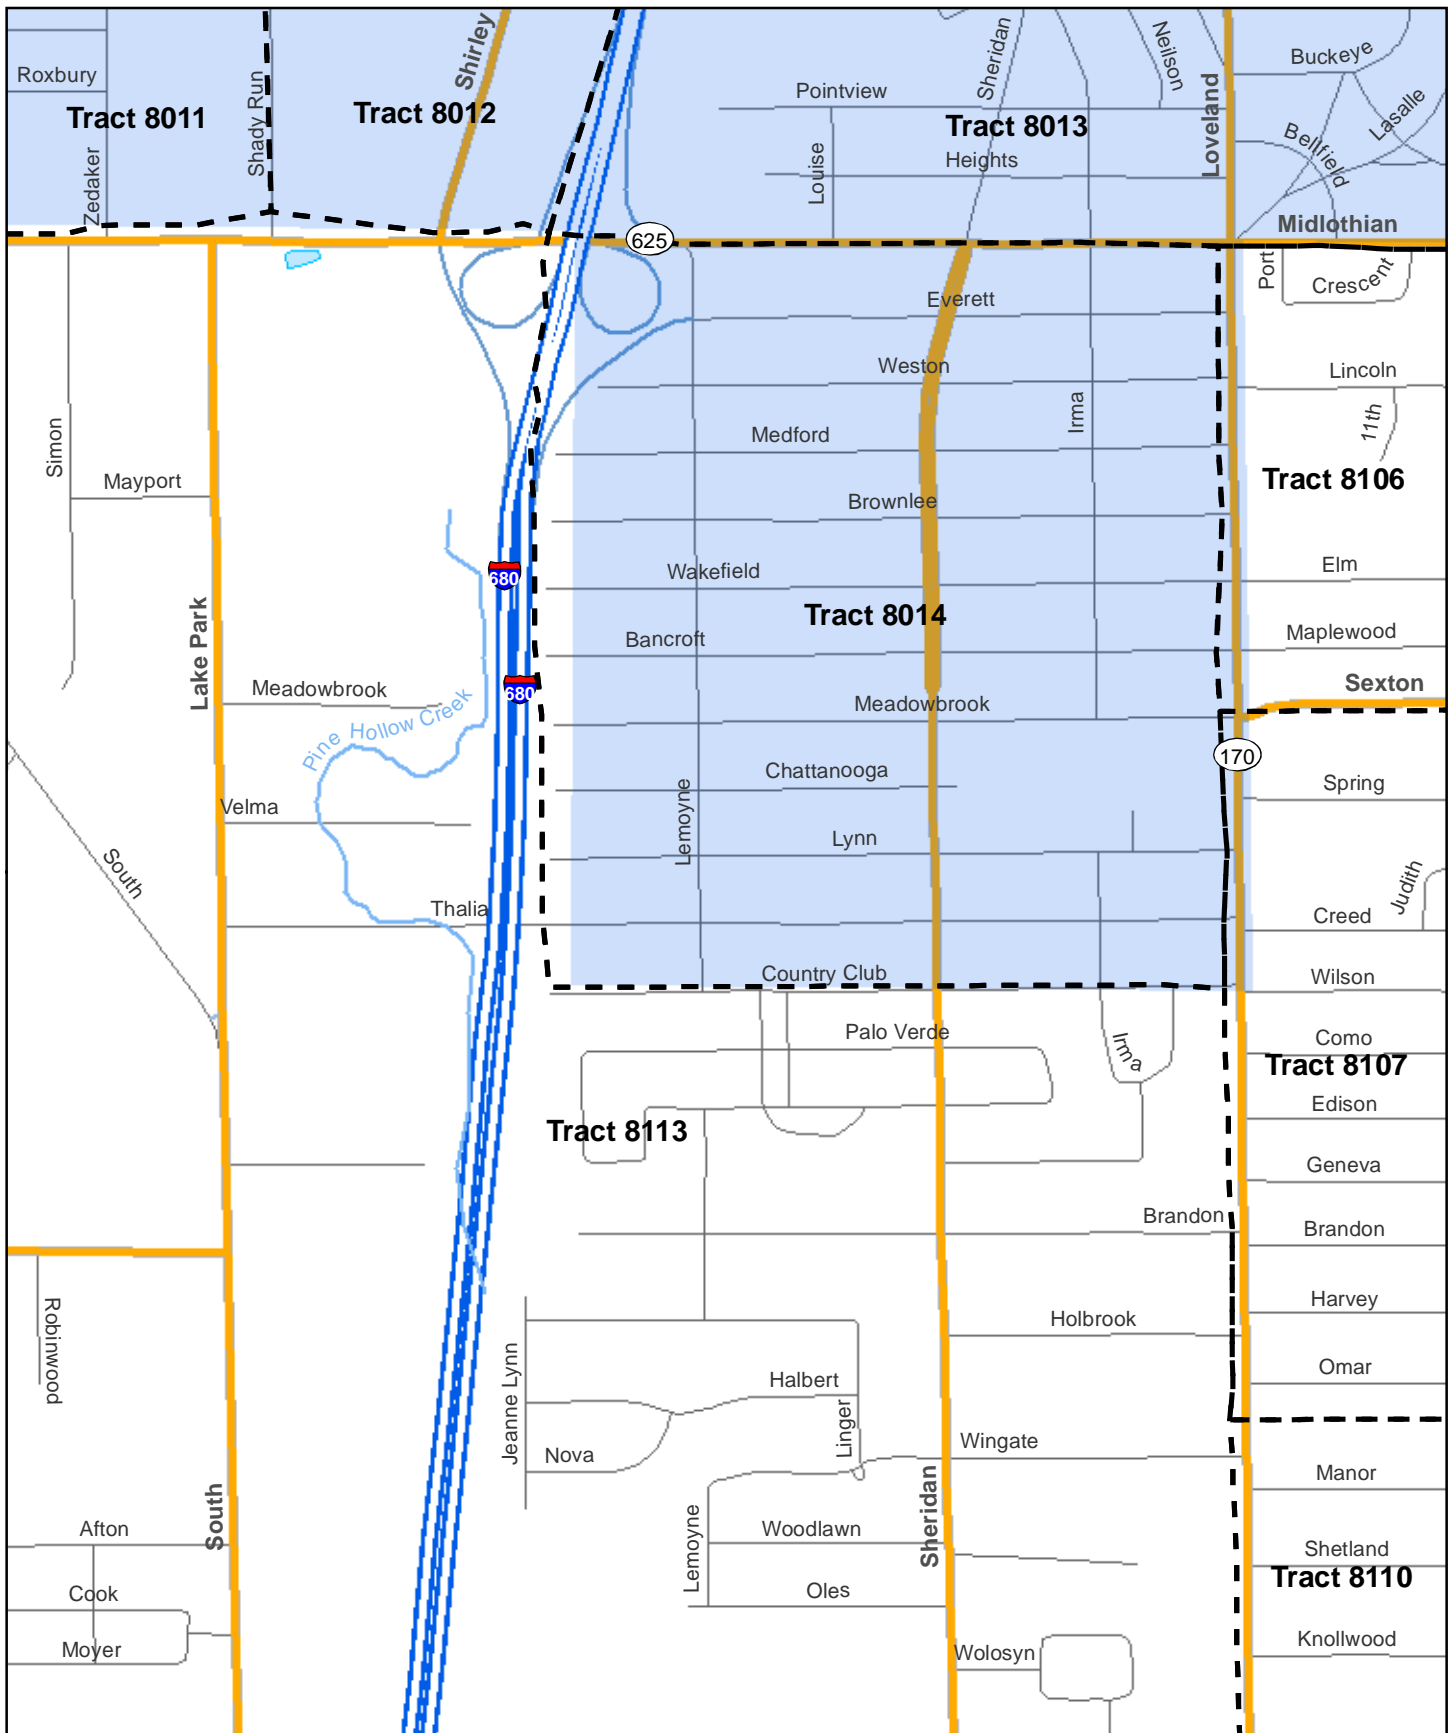 Shirley
Sheridan
Neilson
Buckeye
Roxbury
Shady Run
Pointview
Loveland
Lasalle
Tract 8011
Tract 8012
Tract 8013
Bellfield
Zedaker
Louise
Heights
Midlothian
625
Port
Crescent
Everett
Weston
Lincoln
Irma
11th
Simon
Medford
Mayport
Tract 8106
Brownlee
680
Wakefield
Elm
Tract 8014
Lake Park
Bancroft
Maplewood
Meadowbrook
680
Meadowbrook
Sexton
Pine Hollow Creek
170
Chattanooga
Spring
Velma
Lemoyne
Lynn
South
Judith
Thalia
Creed
Country Club
Wilson
Palo Verde
Irma
Como
Tract 8107
Edison
Tract 8113
Geneva
Brandon
Brandon
Robinwood
Harvey
Holbrook
Omar
Jeanne Lynn
Halbert
Linger
Nova
Wingate
Manor
South
Sheridan
Afton
Lemoyne
Woodlawn
Shetland
Tract 8110
Cook
Oles
Moyer
Wolosyn
Knollwood